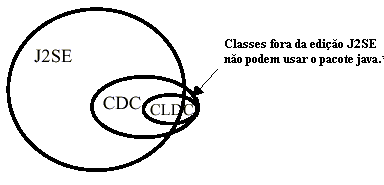 Classes fora da edição J2SE
não podem usar o pacote java.*
J2SE
CDC
CLDC